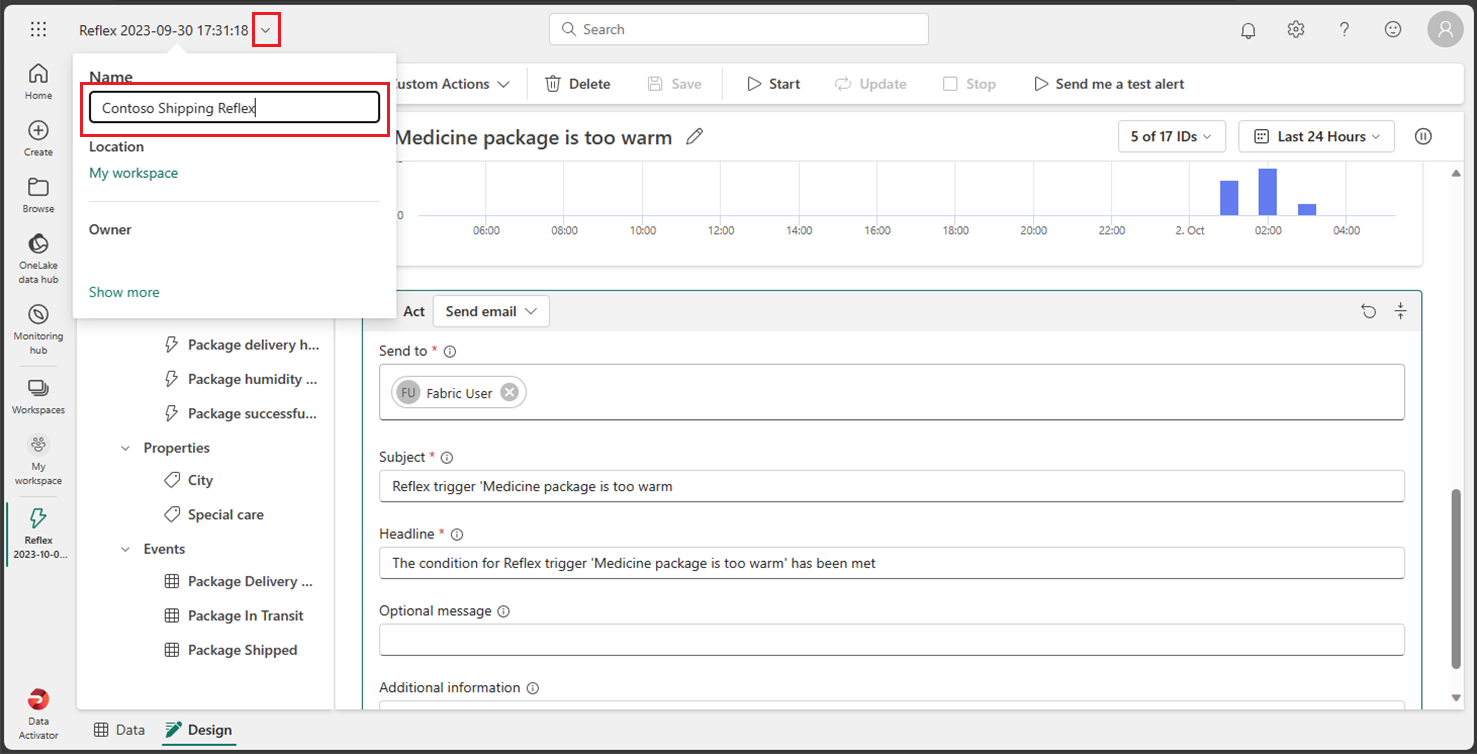 Reflex 2023-09-30 17:31:18
Search
Home
Create
Browse
OneLake
data hub
Monitoring
hub
Workspaces
My
workspace
Reflex
2023-10-0...
Data
Activator
Name
Contoso Shipping Reflex
Location
My workspace
Owner
Show more
ustom Actions
Delete
Save
Start
Update
Stop
Send me a test alert
Medicine package is too warm
5 of 17 IDs
Last 24 Hours
0
06:00 08:00 10:00 12:00 14:00 16:00 18:00 20:00 22:00 2. Oct 02:00 04:00
Package delivery h...
Package humidity ...
Package successfu...
Properties
City
Special care
Events
Package Delivery ...
Package In Transit
Package Shipped
Act
Send email
Send to *
FU Fabric User
Subject *
Reflex trigger 'Medicine package is too warm
Headline *
The condition for Reflex trigger 'Medicine package is too warm' has been met
Optional message
Additional information
Data
Design